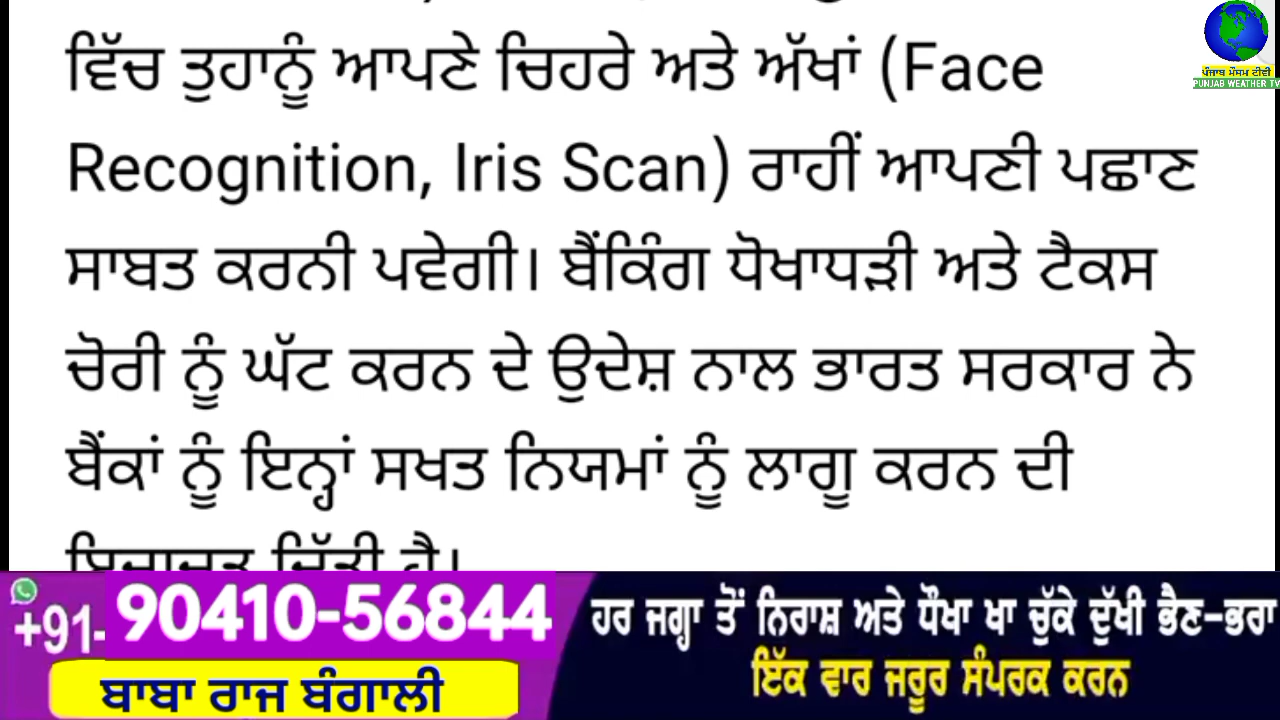 ਵਿੱਚ ਤੁਹਾਨੂੰ ਆਪਣੇ ਚਿਹਰੇ ਅਤੇ ਅੱਖਾਂ (Face
Recognition, Iris Scan) ਰਾਹੀਂ ਆਪਣੀ ਪਛਾਣ
ਸਾਬਤ ਕਰਨੀ ਪਵੇਗੀ। ਬੈਂਕਿੰਗ ਧੋਖਾਧੜੀ ਅਤੇ ਟੈਕਸ
ਚੋਰੀ ਨੂੰ ਘੱਟ ਕਰਨ ਦੇ ਉਦੇਸ਼ ਨਾਲ ਭਾਰਤ ਸਰਕਾਰ ਨੇ
ਬੈਂਕਾਂ ਨੂੰ ਇਨ੍ਹਾਂ ਸਖਤ ਨਿਯਮਾਂ ਨੂੰ ਲਾਗੂ ਕਰਨ ਦੀ
ਦਿੱਤੀ ਹੈ।
ਪੰਜਾਬ ਮੌਸਮ ਟੀਵੀ
PUNJAB WEATHER TV
+91- 90410-56844
ਬਾਬਾ ਰਾਜ ਬੰਗਾਲੀ
ਹਰ ਜਗ੍ਹਾ ਤੋਂ ਨਿਰਾਸ਼ ਅਤੇ ਧੌਖਾ ਖਾ ਚੁੱਕੇ ਦੁੱਖੀ ਭੈਣ-ਭਰਾ
ਇੱਕ ਵਾਰ ਜਰੂਰ ਸੰਪਰਕ ਕਰਨ